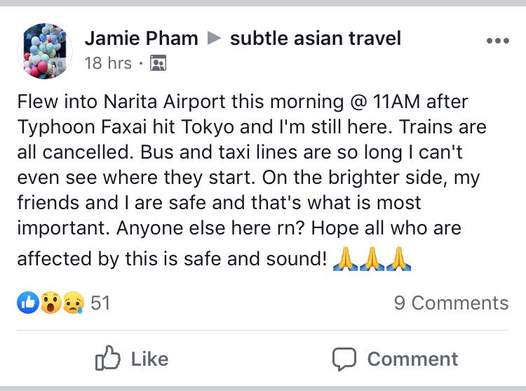 Jamie Pham ▶ subtle asian travel
18 hrs ·
Flew into Narita Airport this morning @ 11AM after
Typhoon Faxai hit Tokyo and I'm still here. Trains are
all cancelled. Bus and taxi lines are so long I can't
even see where they start. On the brighter side, my
friends and I are safe and that's what is most
important. Anyone else here rn? Hope all who are
affected by this is safe and sound! 🙏🙏🙏
51 9 Comments
Like Comment